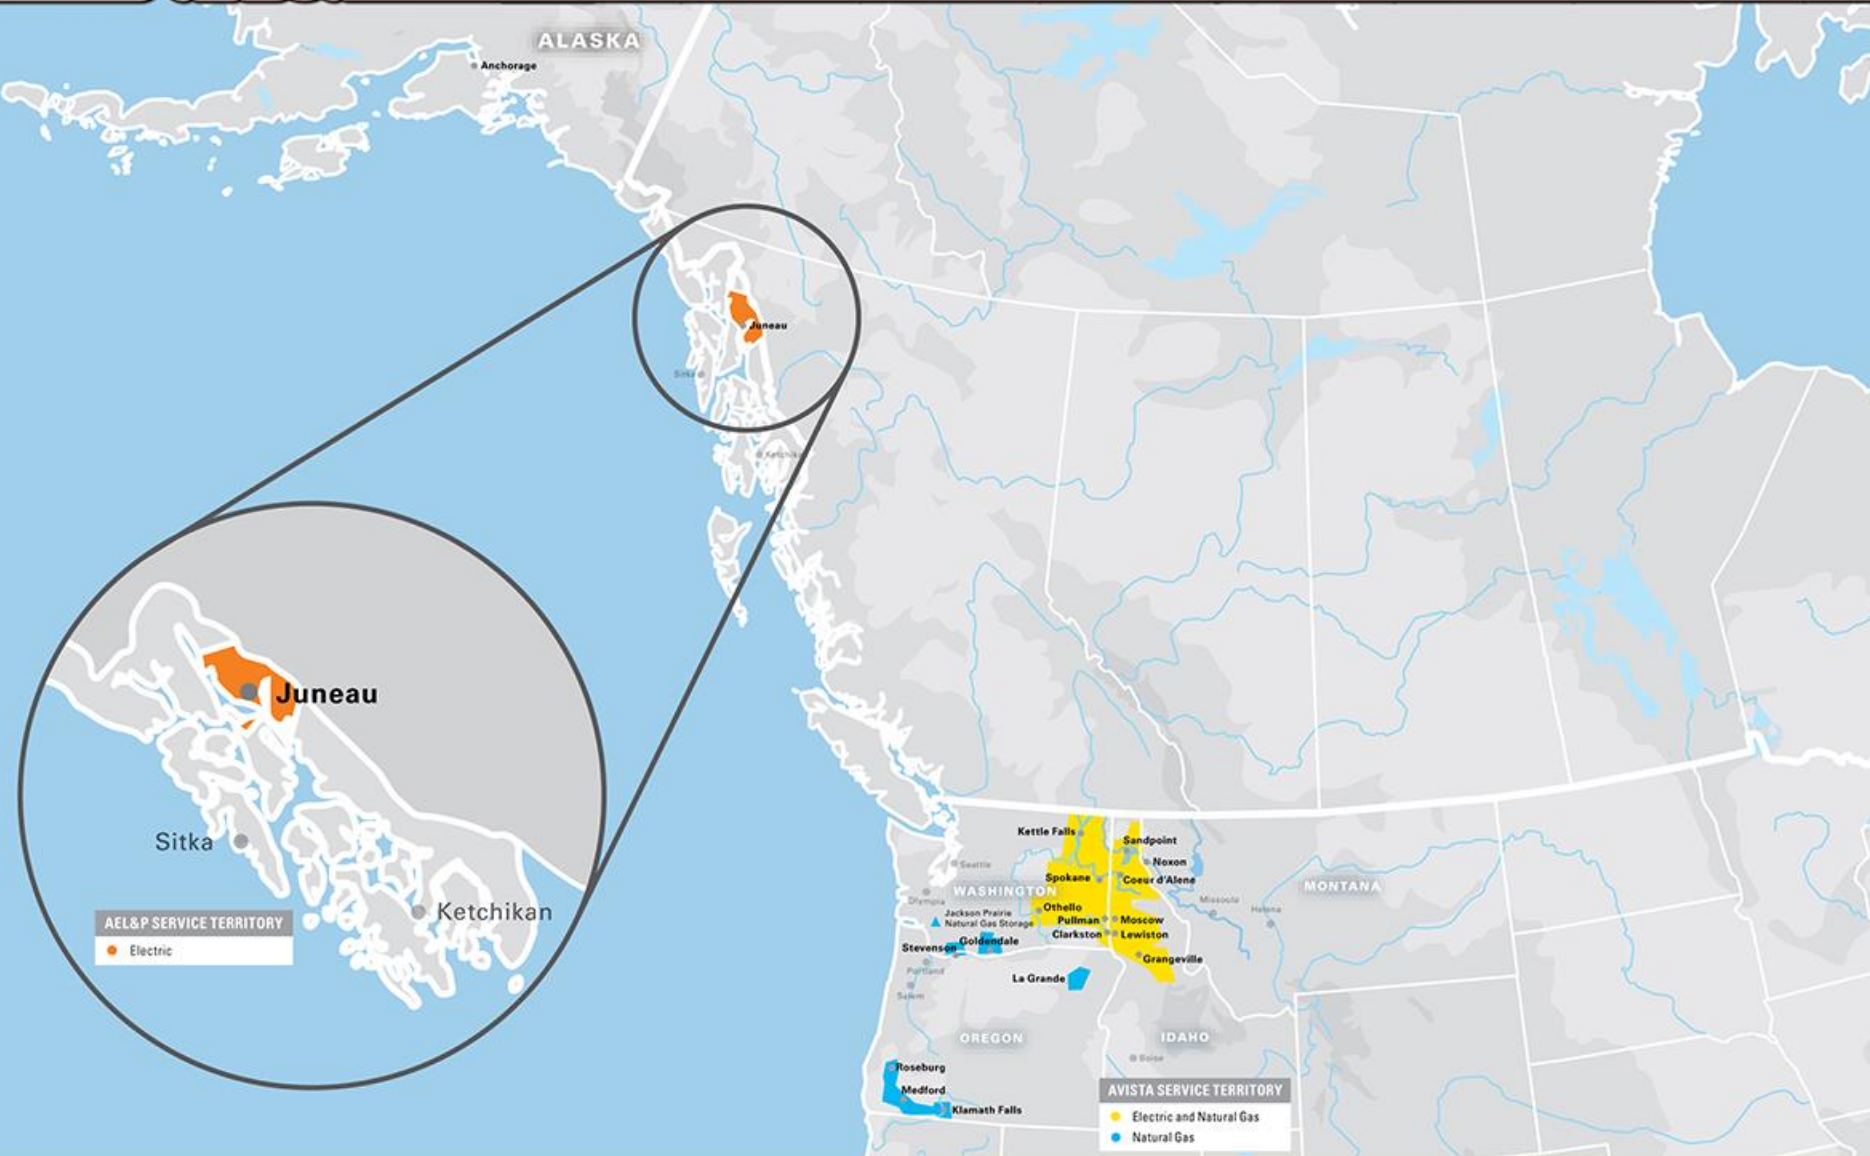 ALASKA
Anchorage
Juneau
Sitka
Ketchikan
Juneau
Sitka
Ketchikan
AEL&P SERVICE TERRITORY
Electric
Kettle Falls
Sandpoint
Noxon
Seattle
Spokane
Coeur d'Alene
WASHINGTON
MONTANA
Olympia
Missoula
Helena
Othello
Jackson Prairie
Natural Gas Storage
Pullman
Moscow
Clarkston
Lewiston
Goldendale
Stevenson
Grangeville
Portland
La Grande
Salem
OREGON
IDAHO
Boise
Roseburg
Medford
Klamath Falls
AVISTA SERVICE TERRITORY
Electric and Natural Gas
Natural Gas